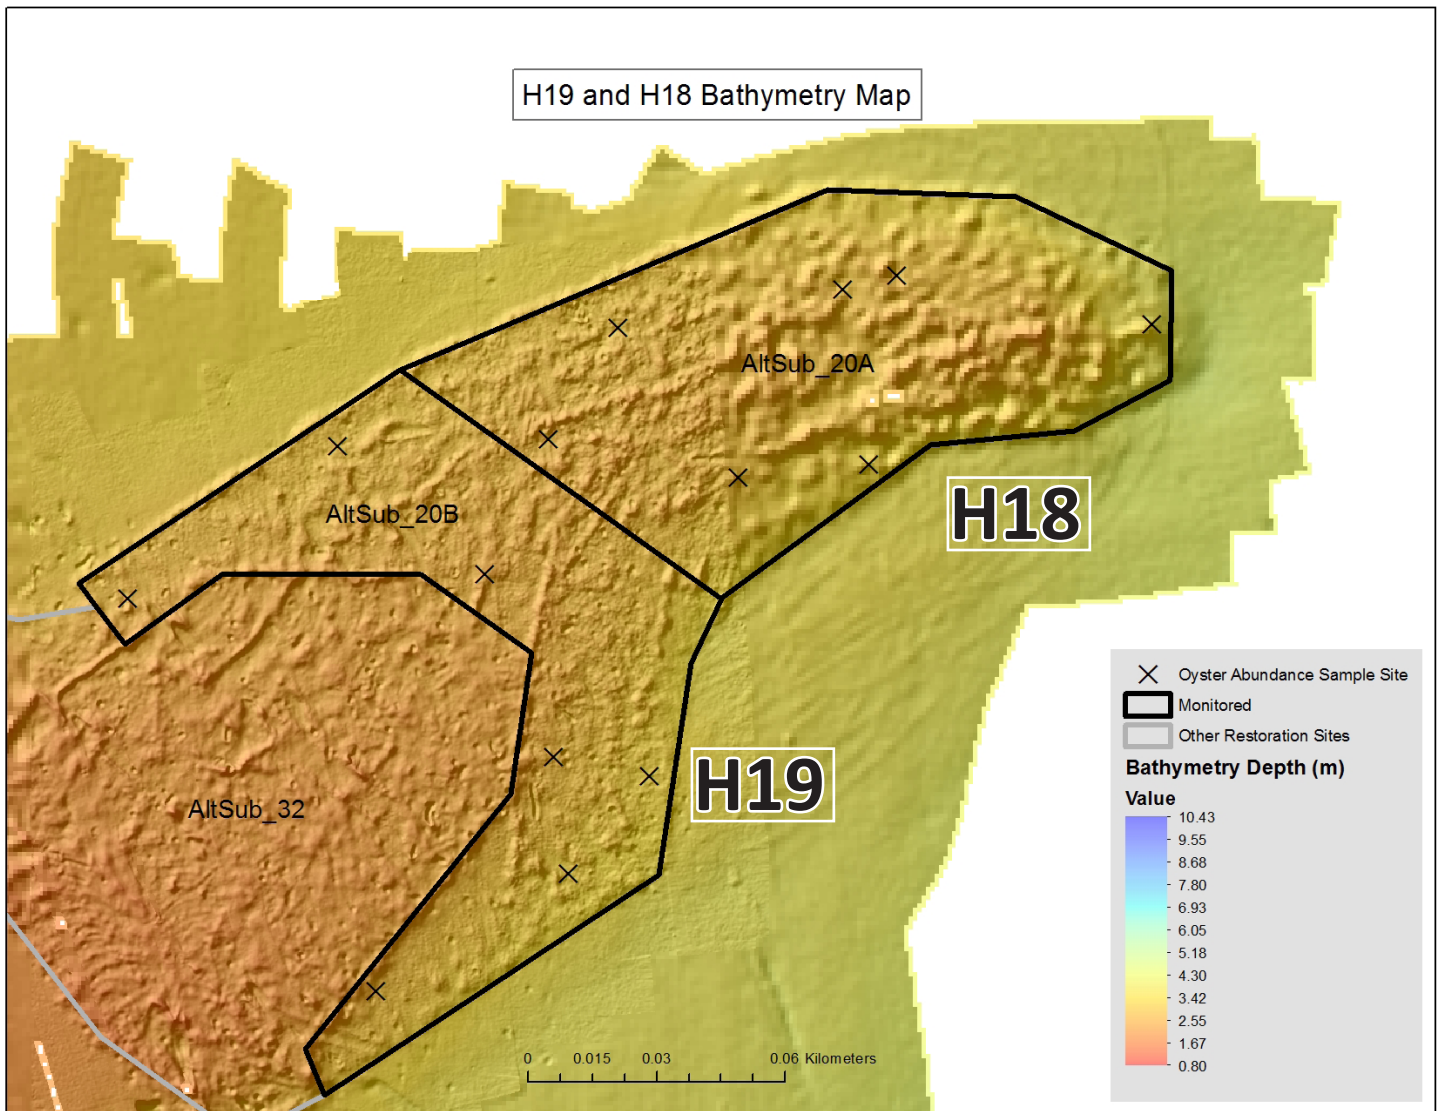 H19 and H18 Bathymetry Map
AltSub_20A
AltSub_20B
H18
AltSub_32
H19
Oyster Abundance Sample Site
Monitored
Other Restoration Sites
Bathymetry Depth (m)
Value
10.43
9.55
8.68
7.80
6.93
6.05
5.18
4.30
3.42
2.55
1.67
0.80
0 0.015 0.03 0.06 Kilometers